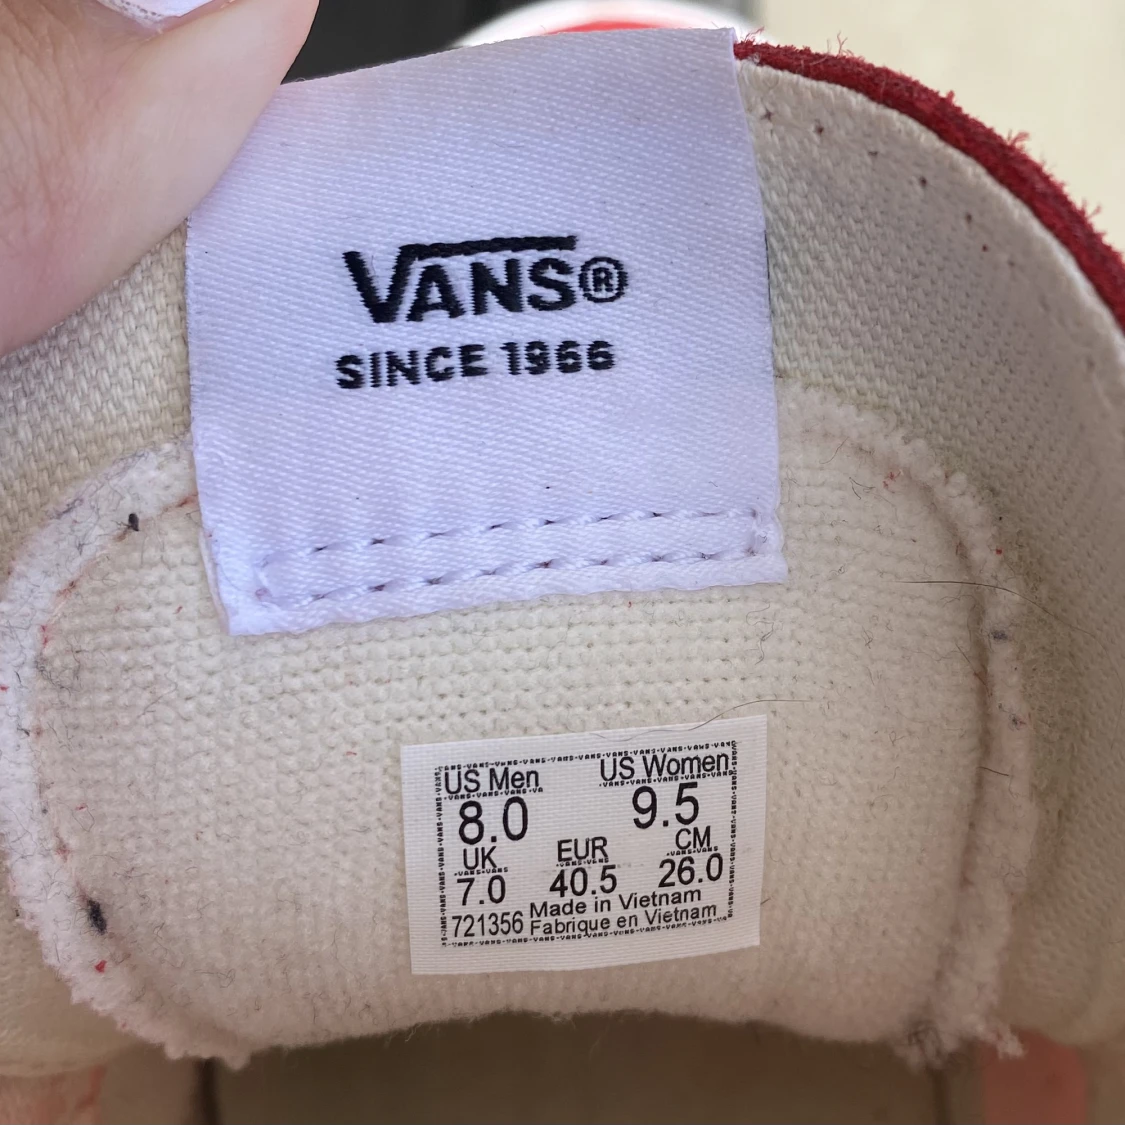 VANS®
SINCE 1966
US Men US Women
8.0 9.5
UK EUR CM
7.0 40.5 26.0
721356 Made in Vietnam
Fabrique en Vietnam